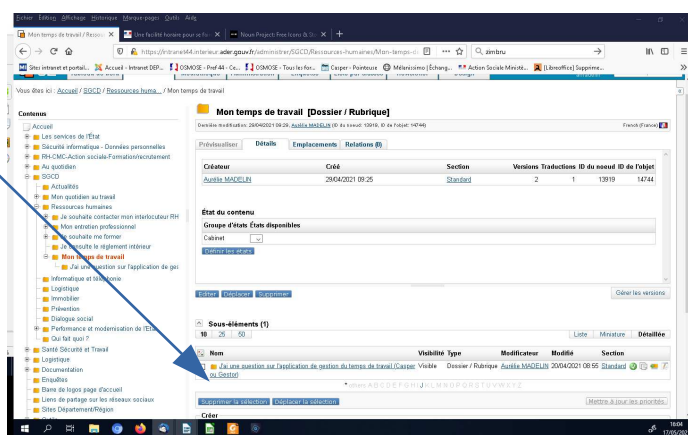 Fichier Édition Affichage Historique Marque-pages Outils Aide
Mon temps de travail / Ressou
Une facilité horaire pour se fo
Noun Project: Free Icons & Sto
https://intranet44.interieur.ader.gouv.fr/administrer/SGCD/Ressources-humaines/Mon-temps-d
zimbru
Sites intranet et portail... Accueil - Intranet DEP... OSMOSE - Pref 44 - Ce... OSMOSE - Tous les for... Casper - Pointeuse Mélanissimo | Échang... Action Sociale Ministè... [Libreoffice] Supprime...
Vous êtes ici : Accueil / SGCD / Ressources huma... / Mon temps de travail
Contenus
Accueil
Les services de l'État
Sécurité informatique - Données personnelles
RH-CMC-Action sociale-Formation/recrutement
Au quotidien
SGCD
Actualités
Mon quotidien au travail
Ressources humaines
Je souhaite contacter mon interlocuteur RH
Mon entretien professionnel
Je souhaite me former
Je consulte le règlement intérieur
Mon temps de travail
J'ai une question sur l'application de ges
Informatique et téléphonie
Logistique
Immobilier
Prévention
Dialogue social
Performance et modernisation de l'Etat
Qui fait quoi ?
Santé Sécurité et Travail
Logistique
Documentation
Enquêtes
Barre de logos page d'accueil
Liens de partage sur les réseaux sociaux
Sites Département/Région
Mon temps de travail [Dossier / Rubrique]
Dernière modification: 29/04/2021 09:29, Aurélie MADELIN (ID du noeud: 13919, ID de l'objet: 14744)
French (France)
Prévisualiser Détails Emplacements Relations (0)
Créateur Créé Section Versions Traductions ID du noeud ID de l'objet
Aurélie MADELIN 29/04/2021 09:25 Standard 2 1 13919 14744
État du contenu
Groupe d'états États disponibles
Cabinet
Définir les états
Editer Déplacer Supprimer
Gérer les versions
Sous-éléments (1)
10 25 50
Liste Miniature Détaillée
Nom Visibilité Type Modificateur Modifié Section
J'ai une question sur l'application de gestion du temps de travail (Casper ou Gestor) Visible Dossier / Rubrique Aurélie MADELIN 20/04/2021 08:55 Standard
Supprimer la sélection Déplacer la sélection
Mettre à jour les priorités
Créer
16:04
17/05/202